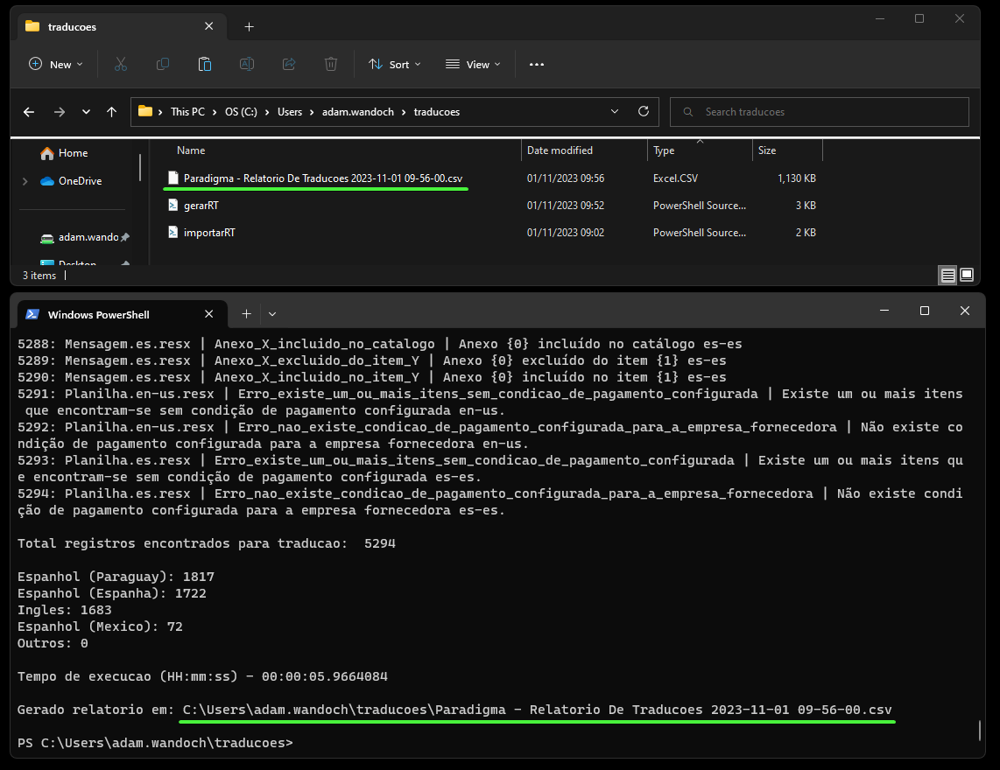 traducoes
New
Sort
View
This PC > OS (C:) > Users > adam.wandoch > traducoes
Search traducoes
Home
OneDrive
adam.wando
Desktop
Name Date modified Type Size
Paradigma - Relatorio De Traducoes 2023-11-01 09-56-00.csv 01/11/2023 09:56 Excel.CSV 1,130 KB
gerarRT 01/11/2023 09:52 PowerShell Source... 3 KB
importarRT 01/11/2023 09:02 PowerShell Source... 2 KB
3 items
Windows PowerShell
5288: Mensagem.es.resx | Anexo_X_incluido_no_catalogo | Anexo {0} incluído no catálogo es-es
5289: Mensagem.es.resx | Anexo_X_excluido_do_item_Y | Anexo {0} excluído do item {1} es-es
5290: Mensagem.es.resx | Anexo_X_incluido_no_item_Y | Anexo {0} incluído no item {1} es-es
5291: Planilha.en-us.resx | Erro_existe_um_ou_mais_itens_sem_condicao_de_pagamento_configurada | Existe um ou mais itens
que encontram-se sem condição de pagamento configurada en-us.
5292: Planilha.en-us.resx | Erro_nao_existe_condicao_de_pagamento_configurada_para_a_empresa_fornecedora | Não existe co
ndição de pagamento configurada para a empresa fornecedora en-us.
5293: Planilha.es.resx | Erro_existe_um_ou_mais_itens_sem_condicao_de_pagamento_configurada | Existe um ou mais itens qu
e encontram-se sem condição de pagamento configurada es-es.
5294: Planilha.es.resx | Erro_nao_existe_condicao_de_pagamento_configurada_para_a_empresa_fornecedora | Não existe condi
ção de pagamento configurada para a empresa fornecedora es-es.
Total registros encontrados para traducao:  5294
Espanhol (Paraguay): 1817
Espanhol (Espanha): 1722
Ingles: 1683
Espanhol (Mexico): 72
Outros: 0
Tempo de execucao (HH:mm:ss) - 00:00:05.9664084
Gerado relatorio em: C:\Users\adam.wandoch\traducoes\Paradigma - Relatorio De Traducoes 2023-11-01 09-56-00.csv
PS C:\Users\adam.wandoch\traducoes>